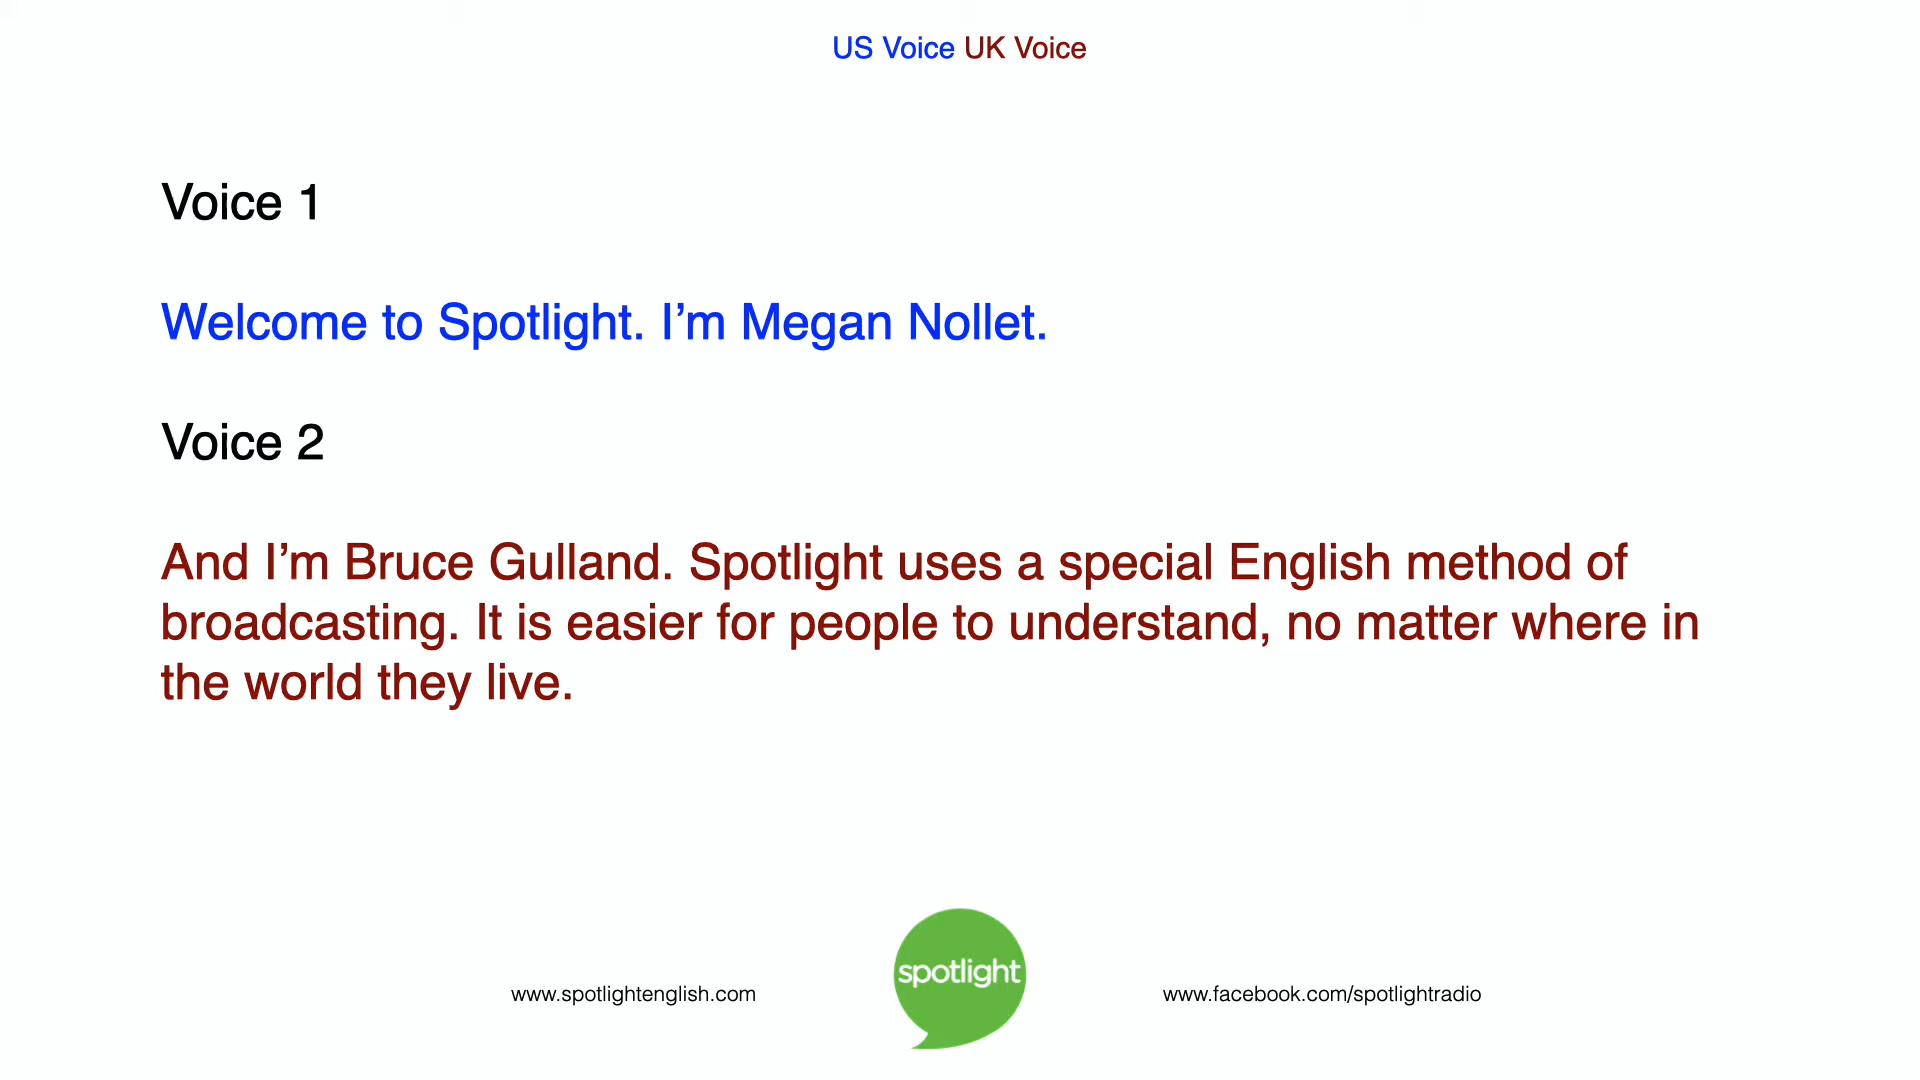 US Voice UK Voice
Voice 1
Welcome to Spotlight. I’m Megan Nollet.
Voice 2
And I’m Bruce Gulland. Spotlight uses a special English method of
broadcasting. It is easier for people to understand, no matter where in
the world they live.
spotlight
www.spotlightenglish.com
www.facebook.com/spotlightradio